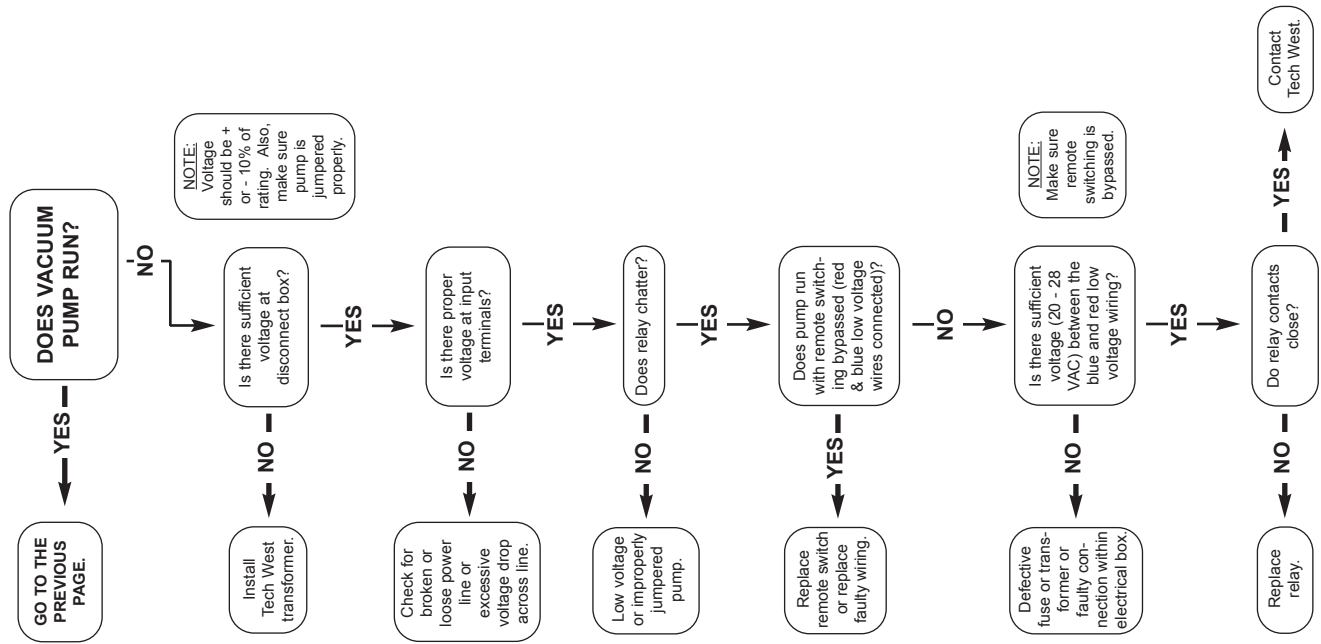 DOES VACUUM
PUMP RUN?
YES
GO TO THE
PREVIOUS
PAGE.
NO
NOTE:
Voltage
should be +
or - 10% of
rating. Also,
make sure
pump is
jumpered
properly.
Is there sufficient
voltage at
disconnect box?
NO
Install
Tech West
transformer.
YES
Is there proper
voltage at input
terminals?
NO
Check for
broken or
loose power
line or
excessive
voltage drop
across line.
YES
Does relay chatter?
NO
Low voltage
or improperly
jumpered
pump.
YES
Does pump run
with remote switch-
ing bypassed (red
& blue low voltage
wires connected)?
YES
Replace
remote switch
or replace
faulty wiring.
NO
NOTE:
Make sure
remote
switching is
bypassed.
Is there sufficient
voltage (20 - 28
VAC) between the
blue and red low
voltage wiring?
NO
Defective
fuse or trans-
former or
faulty con-
nection within
electrical box.
YES
Do relay contacts
close?
NO
Replace
relay.
YES
Contact
Tech West.